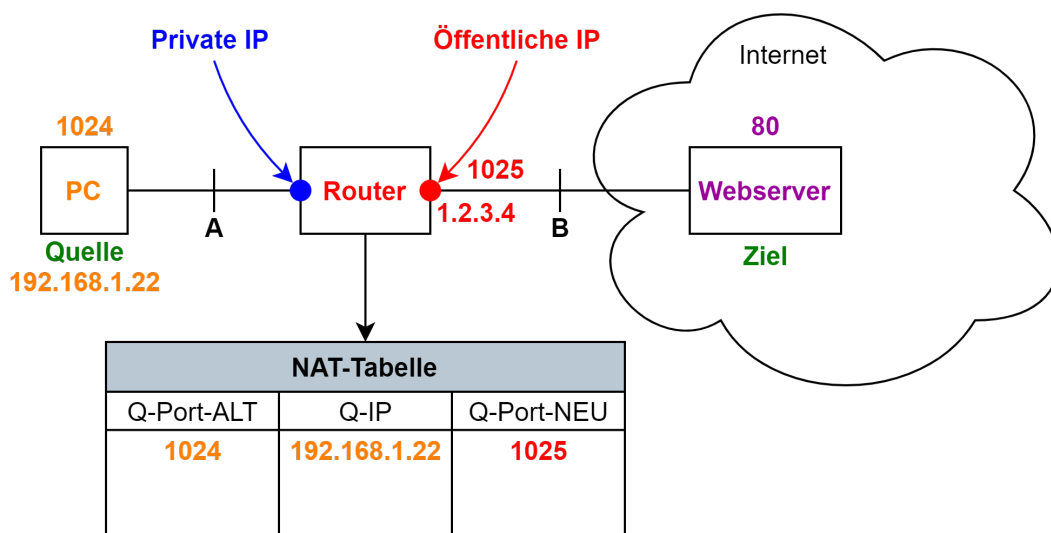 Private IP
Öffentliche IP
Internet
1024
80
PC
Router
1025
Webserver
1.2.3.4
A
B
Quelle
Ziel
192.168.1.22
NAT-Tabelle
Q-Port-ALT
Q-IP
Q-Port-NEU
1024
192.168.1.22
1025